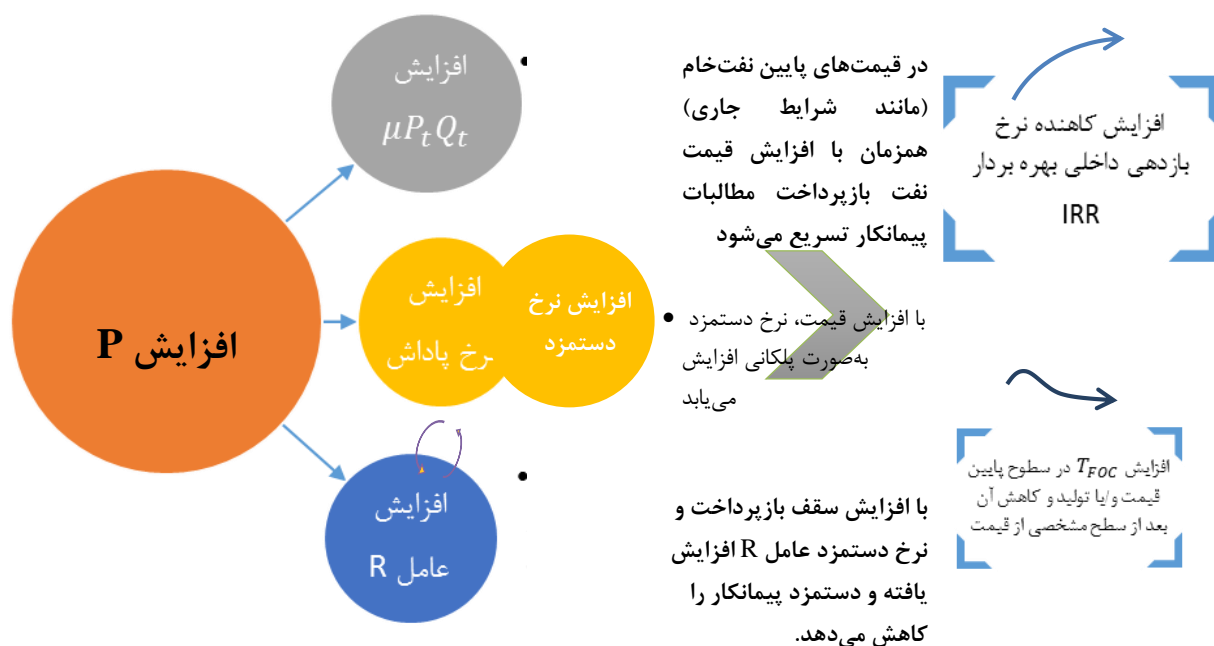 افزایش P
افزایش
μPₜQₜ
افزایش
نرخ پاداش
افزایش نرخ
دستمزد
افزایش
عامل R
•
در قیمت‌های پایین نفت‌خام
(مانند شرایط جاری)
همزمان با افزایش قیمت
نفت بازپرداخت مطالبات
پیمانکار تسریع می‌شود
• با افزایش قیمت، نرخ دستمزد
به‌صورت پلکانی افزایش
می‌یابد
•
با افزایش سقف بازپرداخت و
نرخ دستمزد عامل R افزایش
یافته و دستمزد پیمانکار را
کاهش می‌دهد.
افزایش کاهنده نرخ
بازدهی داخلی بهره بردار
IRR
افزایش T_FOC در سطوح پایین
قیمت و/یا تولید و کاهش آن
بعد از سطح مشخصی از قیمت